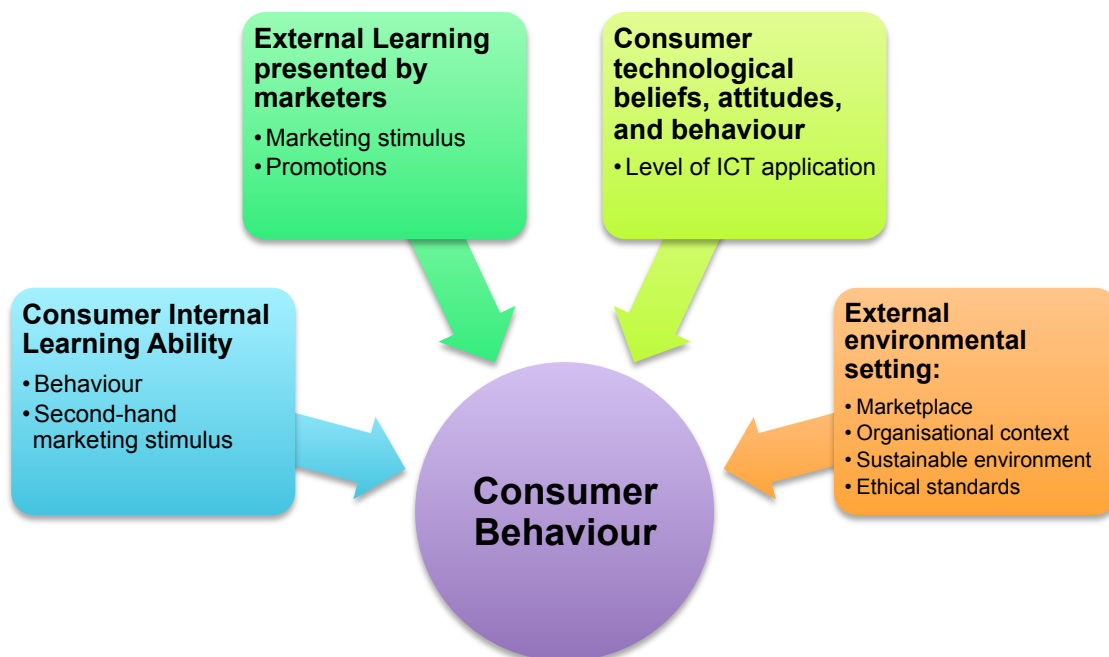 External Learning
presented by
marketers
• Marketing stimulus
• Promotions
Consumer
technological
beliefs, attitudes,
and behaviour
• Level of ICT application
Consumer Internal
Learning Ability
• Behaviour
• Second-hand
marketing stimulus
External
environmental
setting:
• Marketplace
• Organisational context
• Sustainable environment
• Ethical standards
Consumer
Behaviour